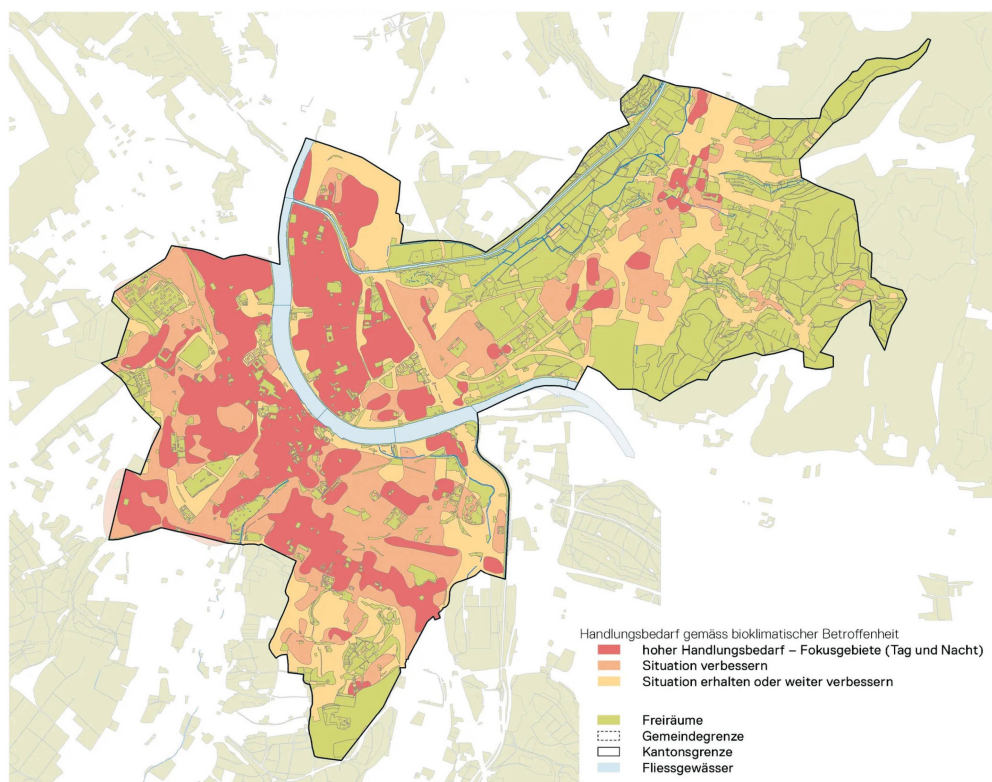 Handlungsbedarf gemäss bioklimatischer Betroffenheit
hoher Handlungsbedarf – Fokusgebiete (Tag und Nacht)
Situation verbessern
Situation erhalten oder weiter verbessern
Freiräume
Gemeindegrenze
Kantonsgrenze
Fliessgewässer